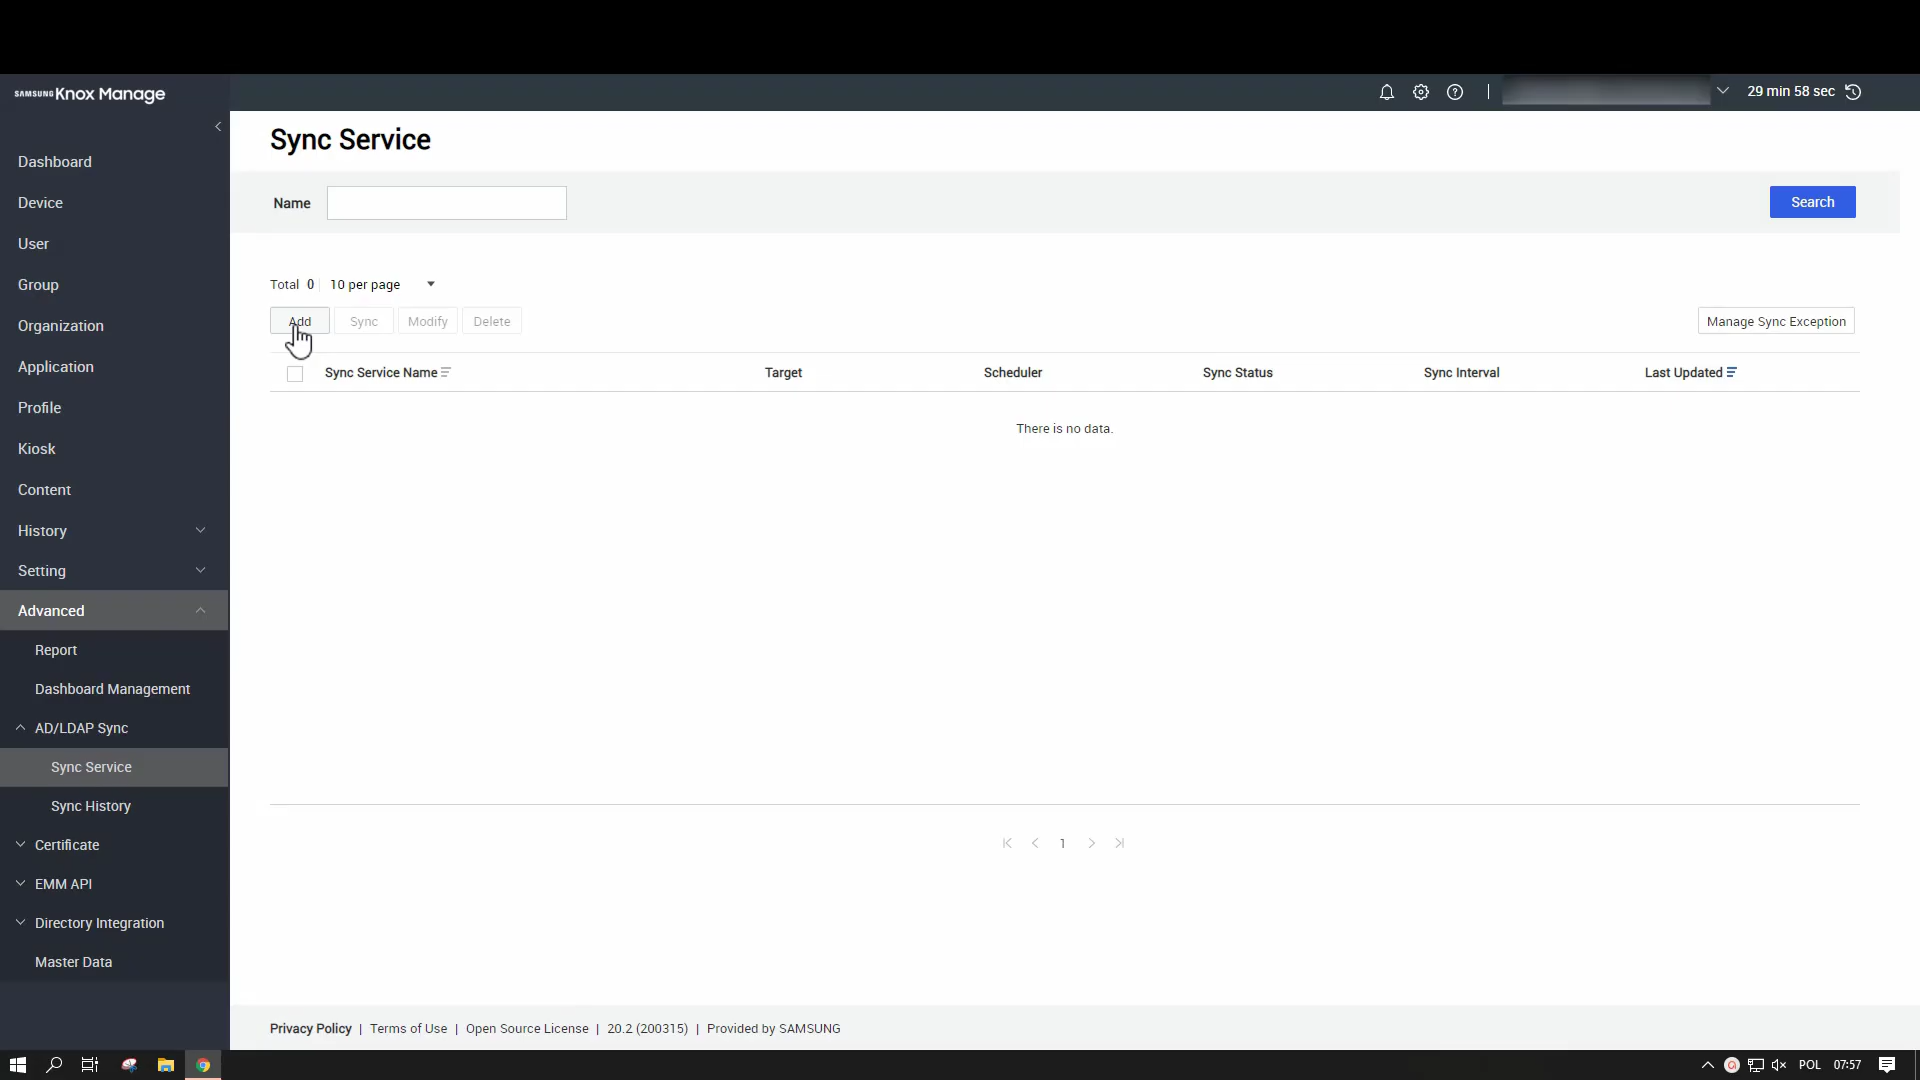 SAMSUNG Knox Manage
29 min 58 sec
Dashboard
Device
User
Group
Organization
Application
Profile
Kiosk
Content
History
Setting
Advanced
Report
Dashboard Management
AD/LDAP Sync
Sync Service
Sync History
Certificate
EMM API
Directory Integration
Master Data
Sync Service
Name
Search
Total 0 | 10 per page
Add Sync Modify Delete Manage Sync Exception
Sync Service Name Target Scheduler Sync Status Sync Interval Last Updated
There is no data.
1
Privacy Policy | Terms of Use | Open Source License | 20.2 (200315) | Provided by SAMSUNG
POL 07:57